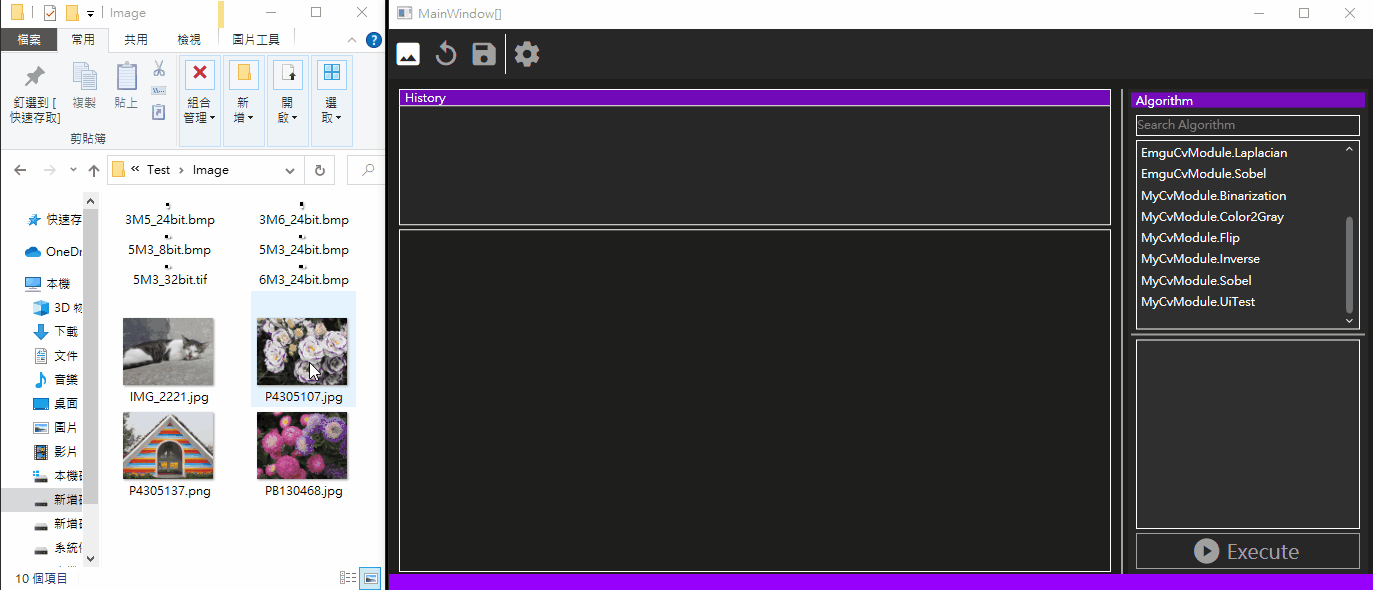 Image
檔案 常用 共用 檢視 圖片工具
釘選到 [
快速存取]
複製
貼上
組合
管理
新
增
開
啟
選
取
剪貼簿
« Test › Image
3M5_24bit.bmp 3M6_24bit.bmp
5M3_8bit.bmp 5M3_24bit.bmp
5M3_32bit.tif 6M3_24bit.bmp
IMG_2221.jpg P4305107.jpg
P4305137.png PB130468.jpg
快速存
OneDr
本機
3D 物
下載
文件
音樂
桌面
圖片
影片
本機
新增
新增
系統
10 個項目
MainWindow[]
History
Algorithm
Search Algorithm
EmguCvModule.Laplacian
EmguCvModule.Sobel
MyCvModule.Binarization
MyCvModule.Color2Gray
MyCvModule.Flip
MyCvModule.Inverse
MyCvModule.Sobel
MyCvModule.UiTest
Execute